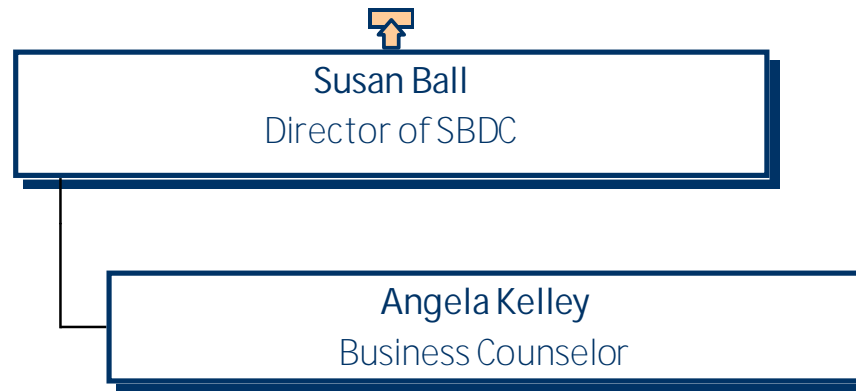 Susan Ball
Director of SBDC
Angela Kelley
Business Counselor